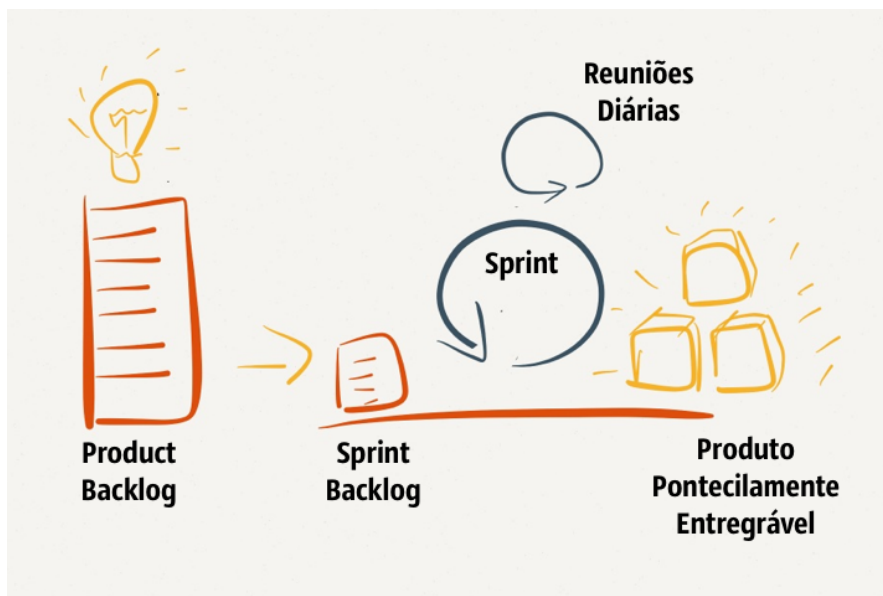 Reuniões
Diárias
Sprint
Product
Backlog
Sprint
Backlog
Produto
Pontecilamente
Entregrável